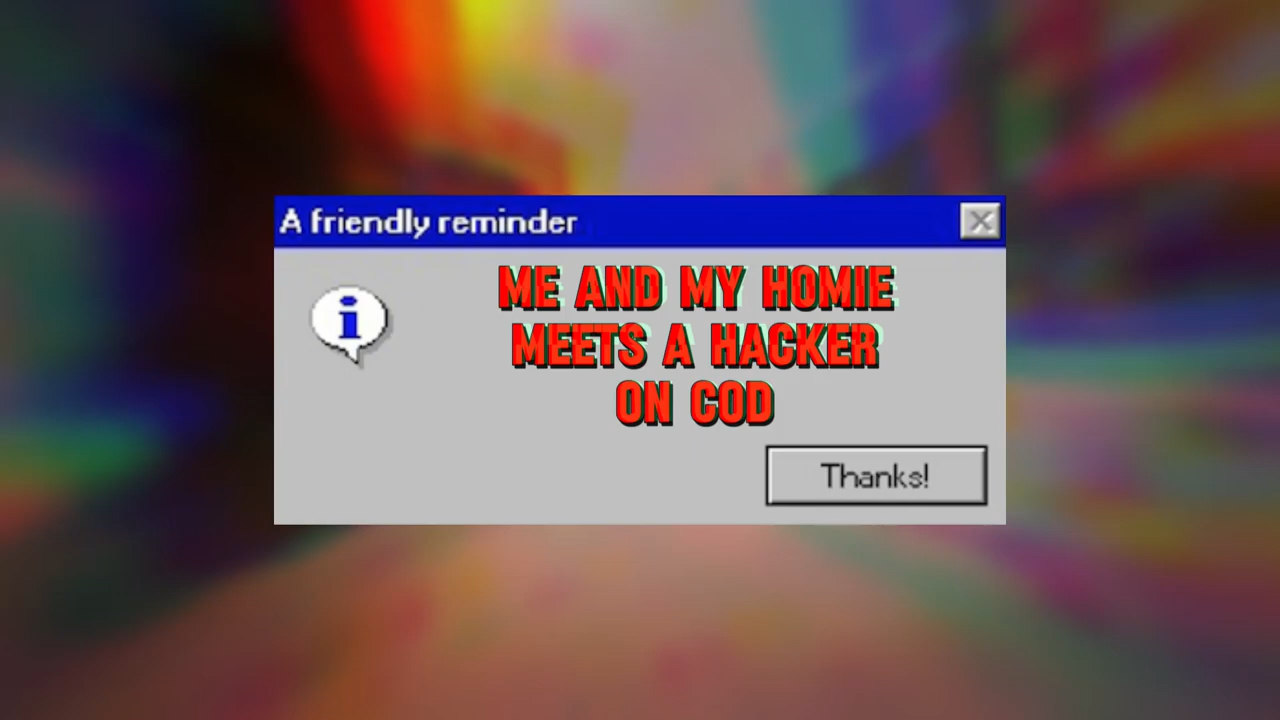 A friendly reminder
ME AND MY HOMIE
MEETS A HACKER
ON COD
Thanks!